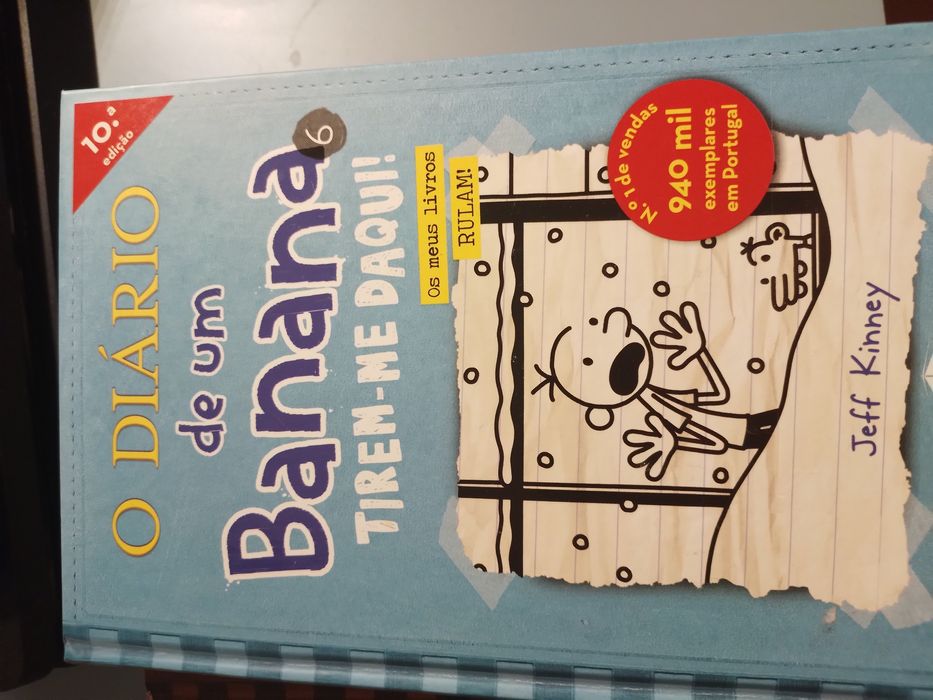 10.ª
edição
O DIÁRIO
de um
Banana
6
TIREM-ME DAQUI!
Os meus livros
RULAM!
N.º 1 de vendas
940 mil
exemplares
em Portugal
Jeff Kinney